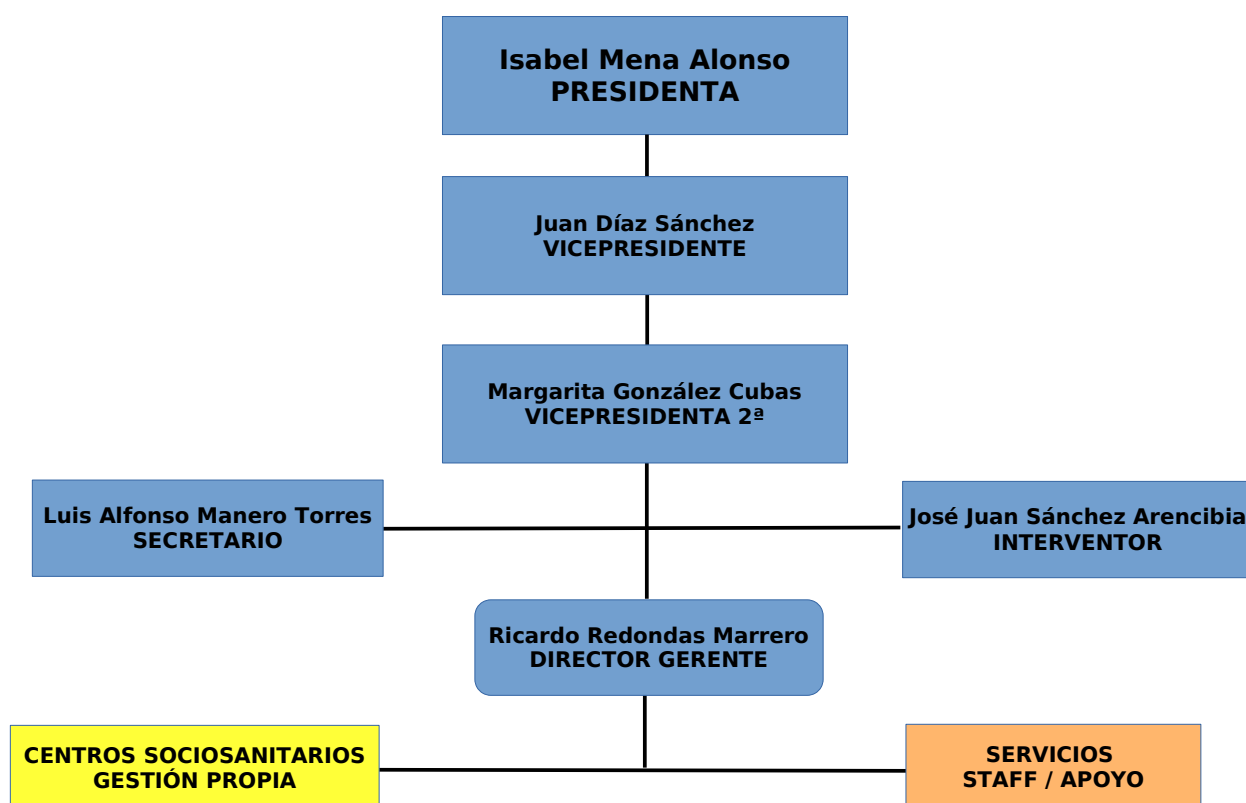 Isabel Mena Alonso
PRESIDENTA
Juan Díaz Sánchez
VICEPRESIDENTE
Margarita González Cubas
VICEPRESIDENTA 2ª
Luis Alfonso Manero Torres
SECRETARIO
José Juan Sánchez Arencibia
INTERVENTOR
Ricardo Redondas Marrero
DIRECTOR GERENTE
CENTROS SOCIOSANITARIOS
GESTIÓN PROPIA
SERVICIOS
STAFF / APOYO